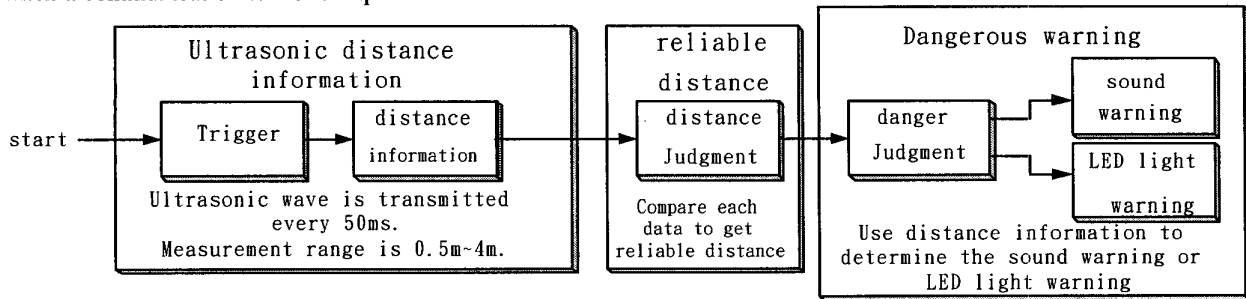 start
Ultrasonic distance
information
Trigger
distance
information
Ultrasonic wave is transmitted
every 50ms.
Measurement range is 0.5m~4m.
reliable
distance
distance
Judgment
Compare each
data to get
reliable distance
Dangerous warning
danger
Judgment
sound
warning
LED light
warning
Use distance information to
determine the sound warning or
LED light warning